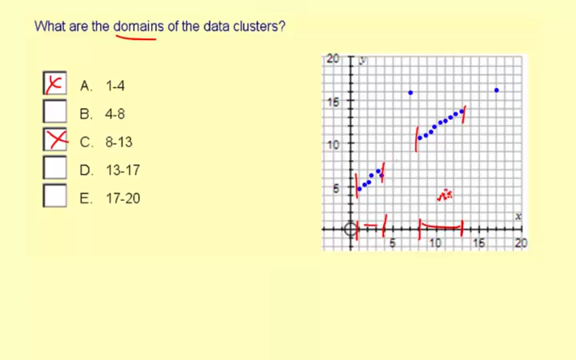 What are the domains of the data clusters?
A. 1-4
B. 4-8
C. 8-13
D. 13-17
E. 17-20
20
y
15
10
5
x
5
10
15
20